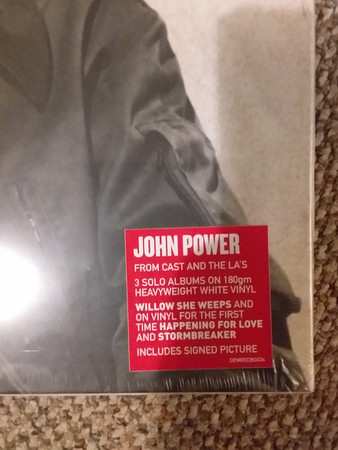 JOHN POWER
FROM CAST AND THE LA'S
3 SOLO ALBUMS ON 180gm
HEAVYWEIGHT WHITE VINYL
WILLOW SHE WEEPS AND
ON VINYL FOR THE FIRST
TIME HAPPENING FOR LOVE
AND STORMBREAKER
INCLUDES SIGNED PICTURE